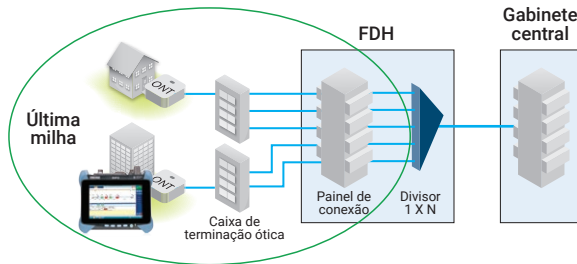 FDH
Gabinete
central
ONT
Última
milha
ONT
Caixa de
terminação ótica
Painel de
conexão
Divisor
1 X N